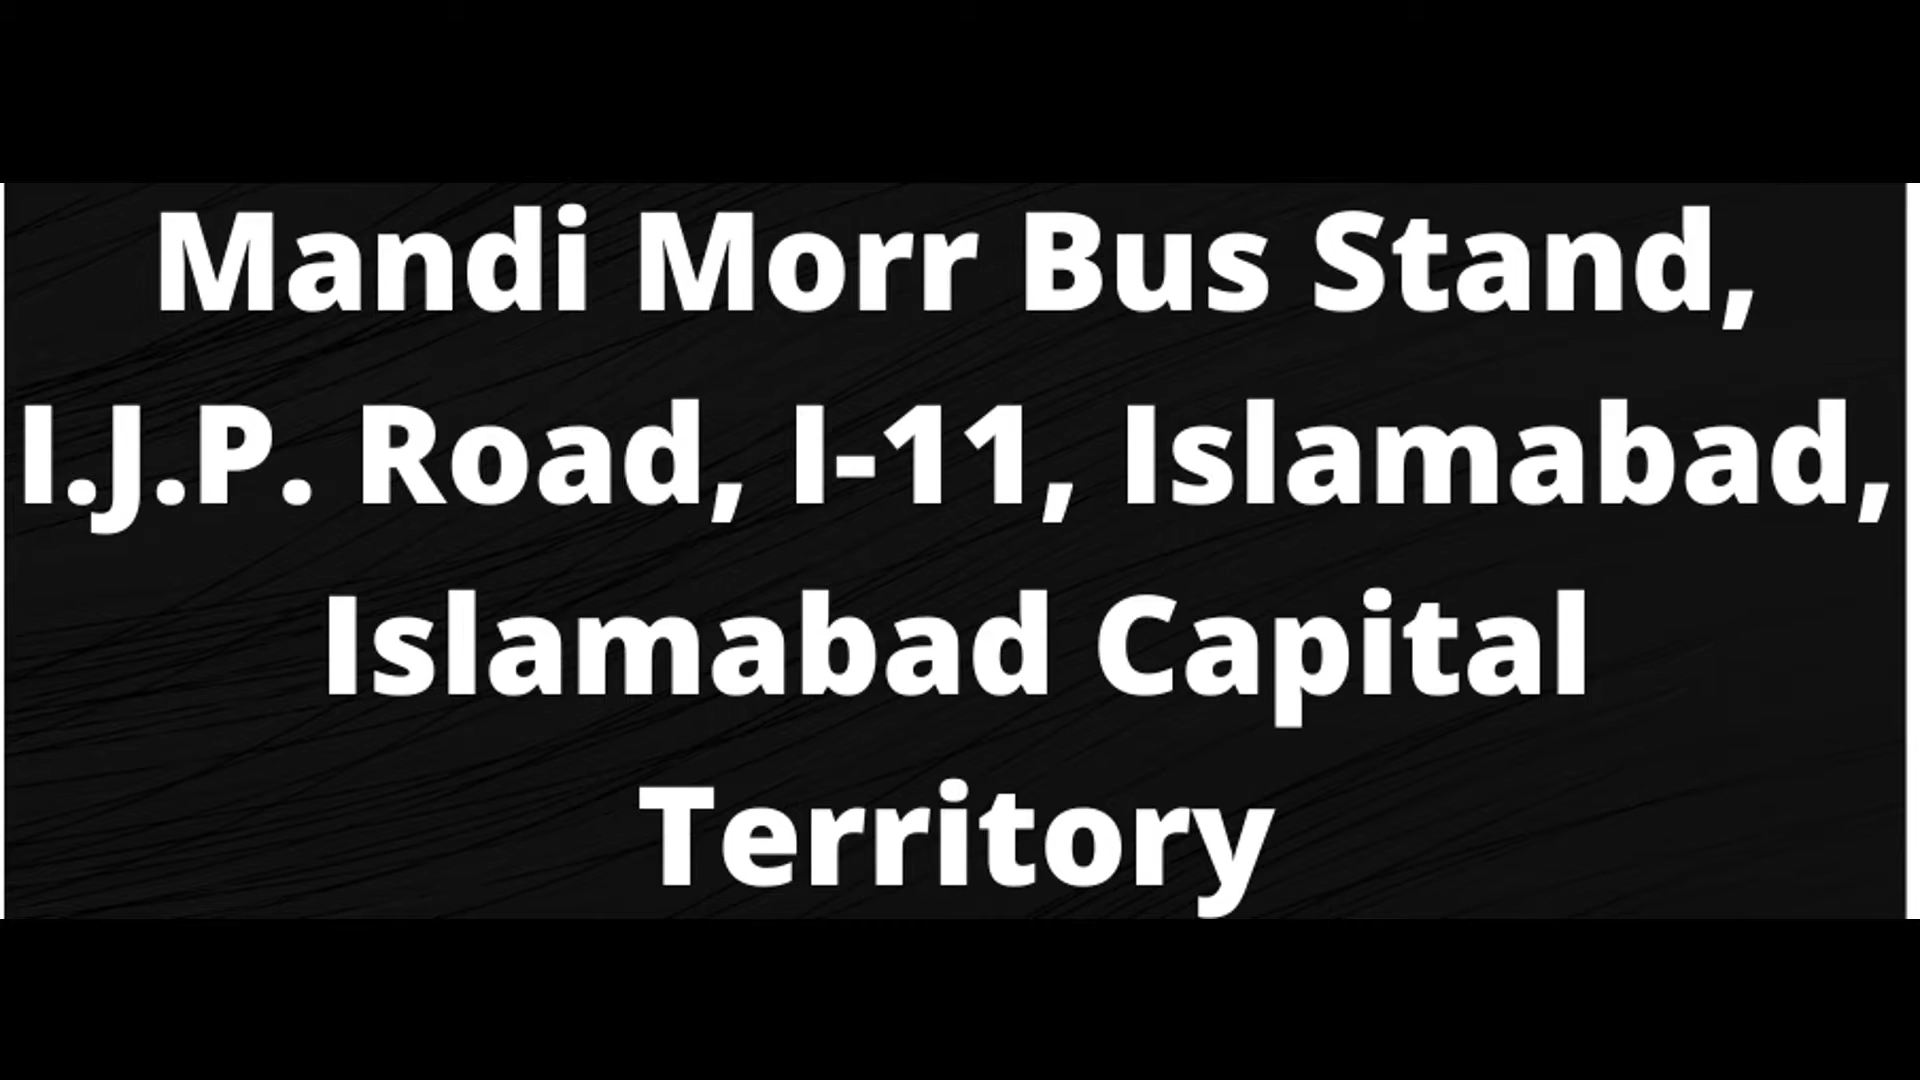 Mandi Morr Bus Stand,
I.J.P. Road, I-11, Islamabad,
Islamabad Capital
Territory